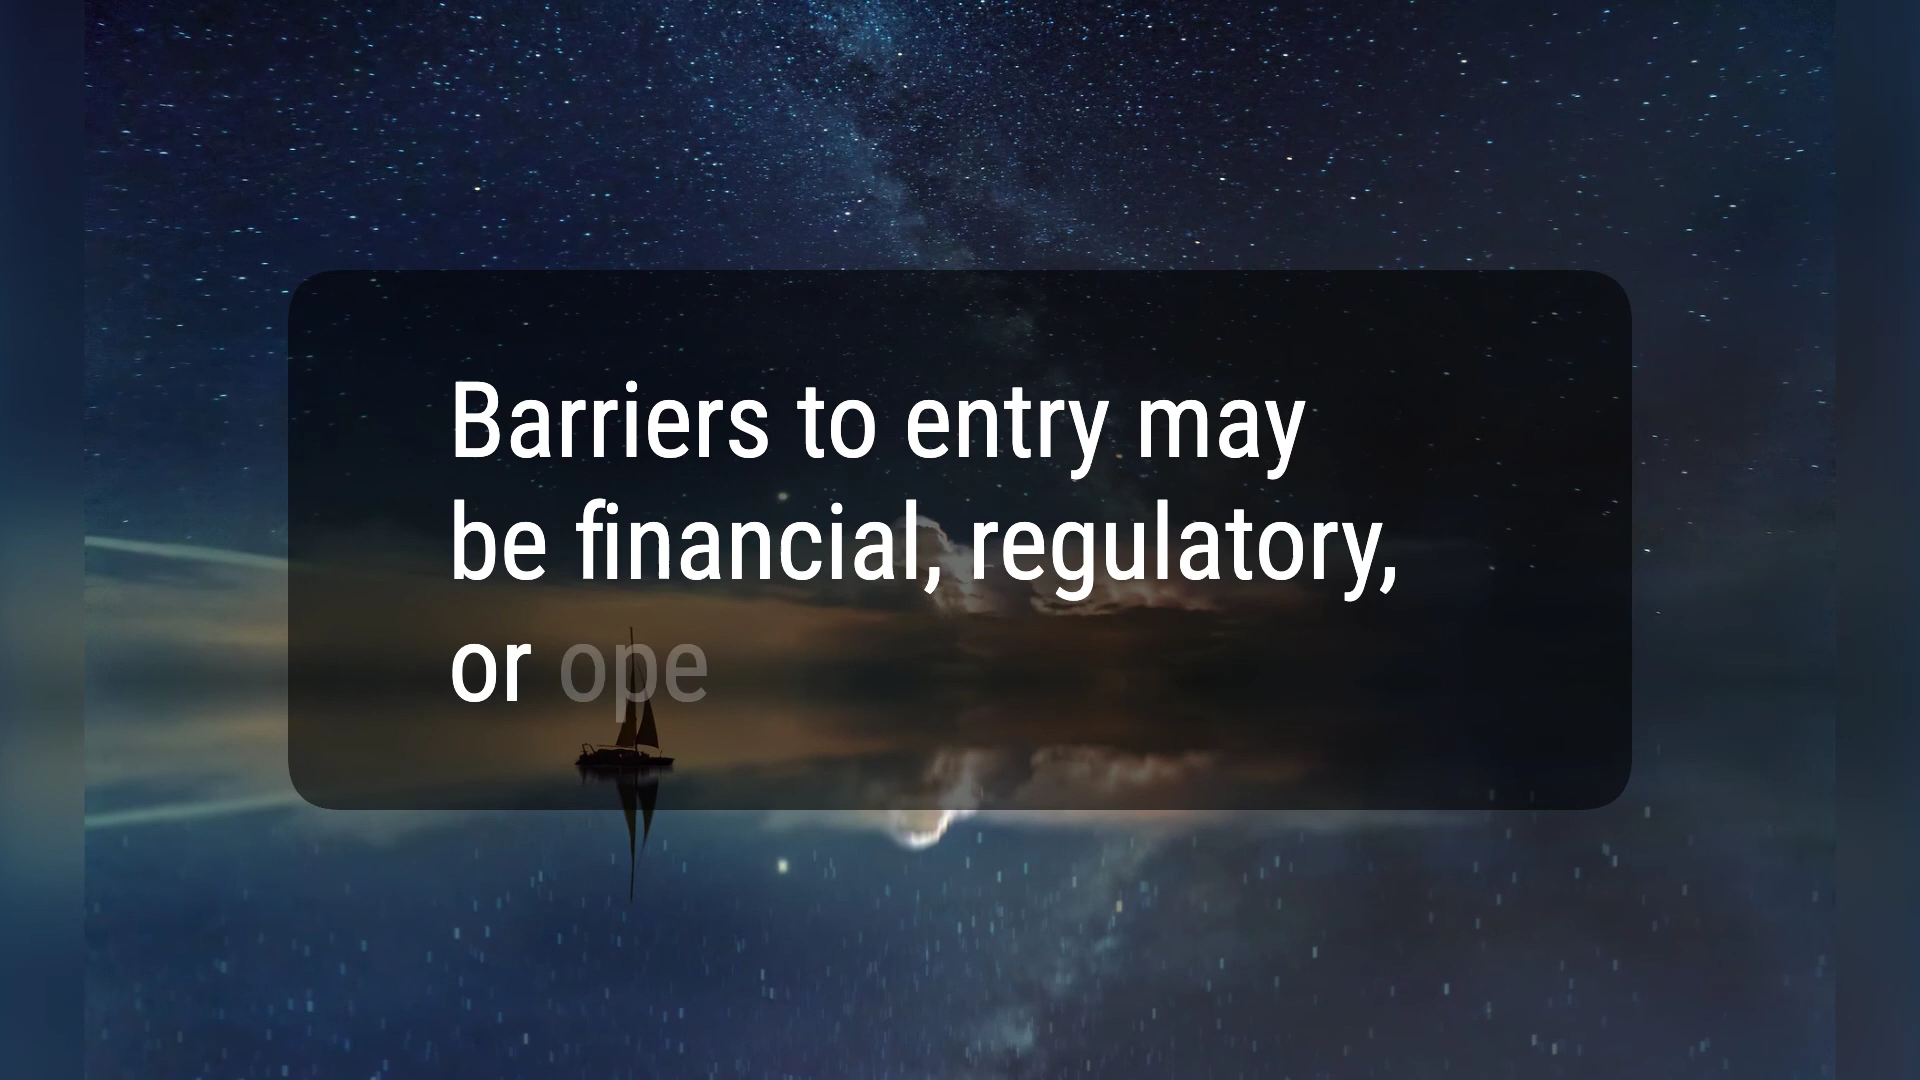 Barriers to entry may
be financial, regulatory,
or ope